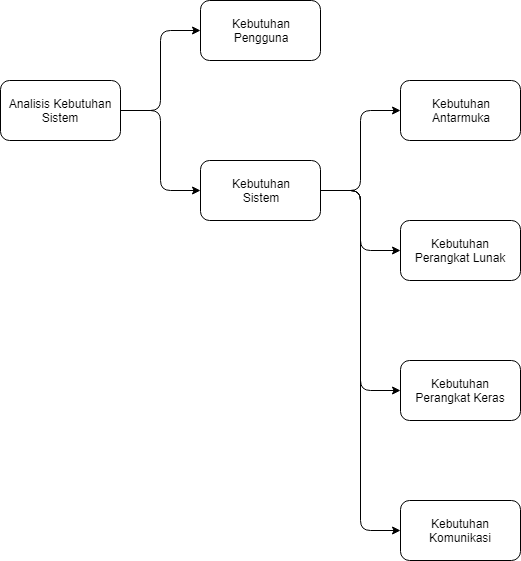 Kebutuhan
Pengguna
Analisis Kebutuhan
Sistem
Kebutuhan
Sistem
Kebutuhan
Antarmuka
Kebutuhan
Perangkat Lunak
Kebutuhan
Perangkat Keras
Kebutuhan
Komunikasi